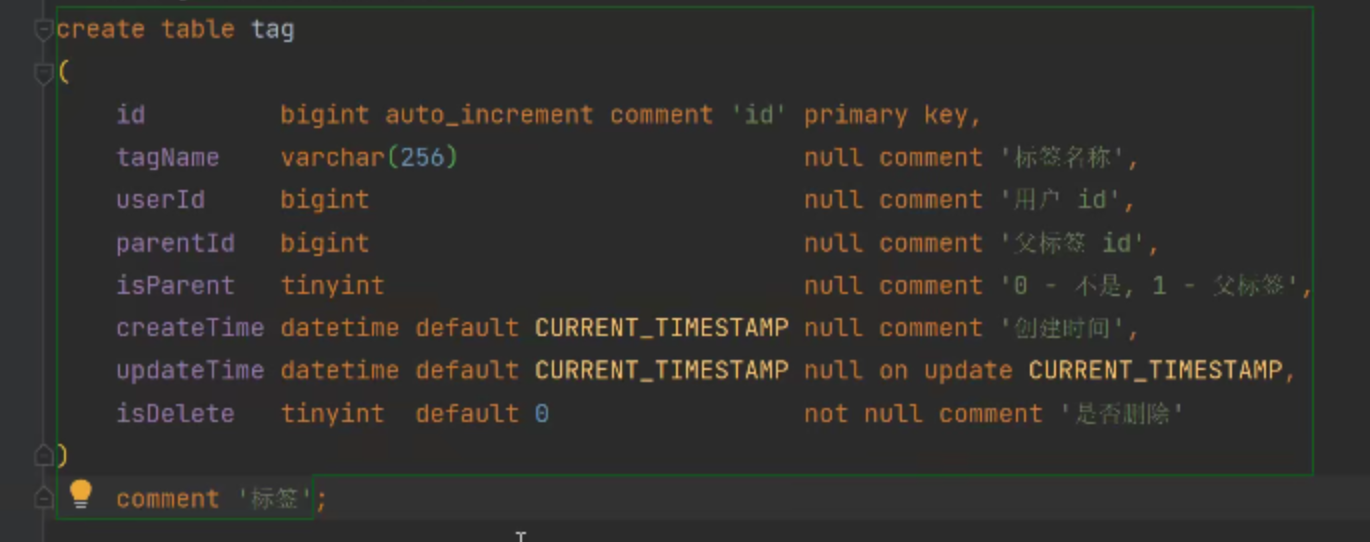 create table tag
(
id bigint auto_increment comment 'id' primary key,
tagName varchar(256) null comment '标签名称',
userId bigint null comment '用户 id',
parentId bigint null comment '父标签 id',
isParent tinyint null comment '0 - 不是, 1 - 父标签',
createTime datetime default CURRENT_TIMESTAMP null comment '创建时间',
updateTime datetime default CURRENT_TIMESTAMP null on update CURRENT_TIMESTAMP,
isDelete tinyint default 0 not null comment '是否删除'
)
comment '标签';